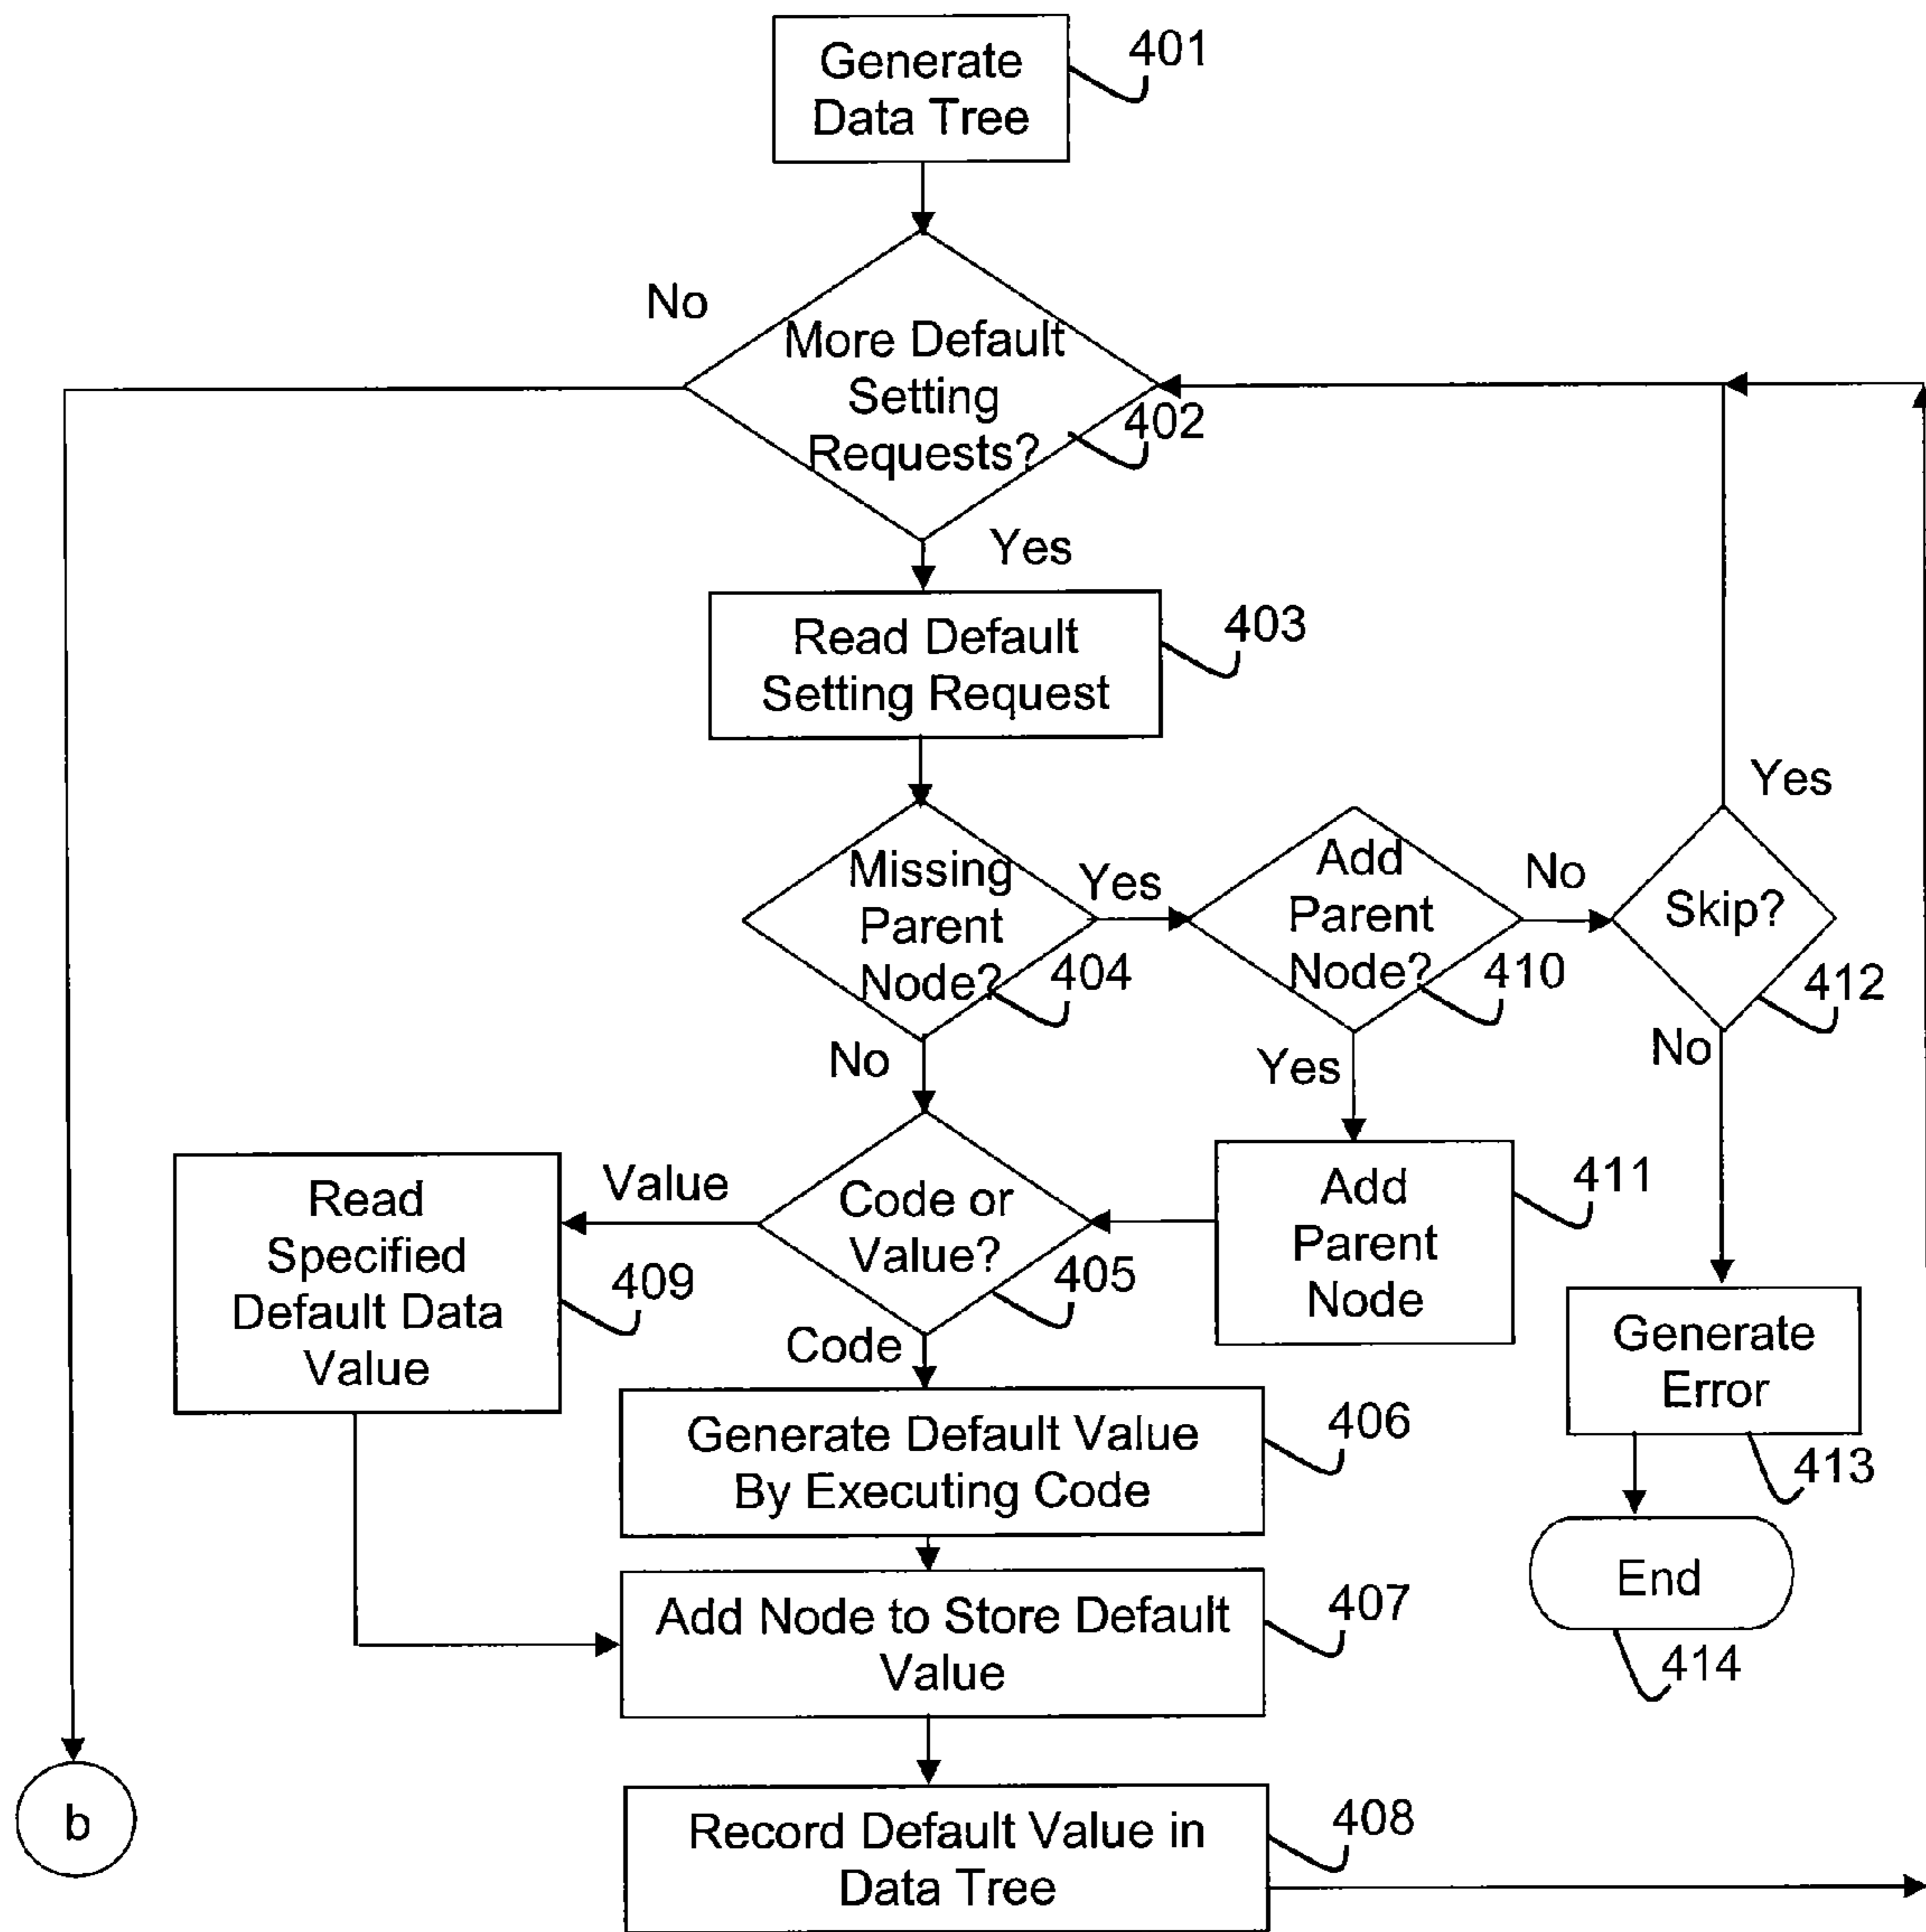 Generate
Data Tree
401
No
More Default
Setting
Requests?
402
Yes
Read Default
Setting Request
403
Missing
Parent
Node?
404
Yes
Add
Parent
Node?
410
No
Skip?
412
Yes
No
Yes
No
Read
Specified
Default Data
Value
409
Value
Code or
Value?
405
Code
Add
Parent
Node
411
Generate
Error
413
Generate Default Value
By Executing Code
406
End
414
Add Node to Store Default
Value
407
b
Record Default Value in
Data Tree
408